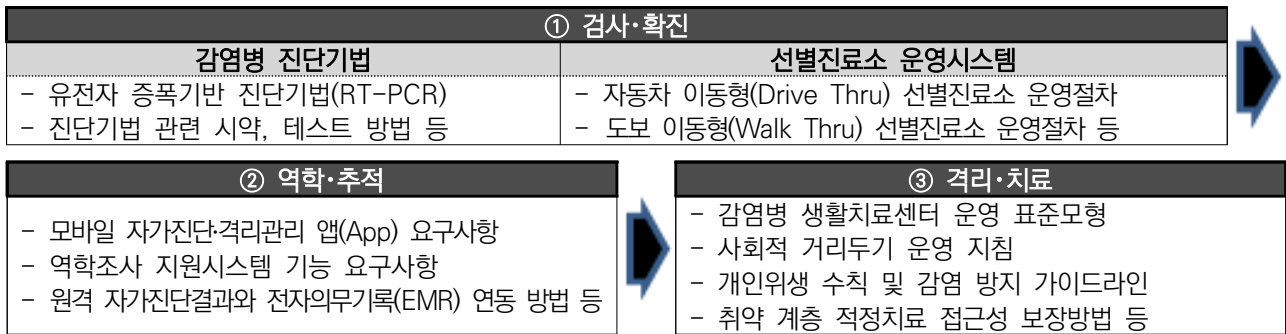 ① 검사·확진
감염병 진단기법
선별진료소 운영시스템
- 유전자 증폭기반 진단기법(RT-PCR)
- 진단기법 관련 시약, 테스트 방법 등
- 자동차 이동형(Drive Thru) 선별진료소 운영절차
- 도보 이동형(Walk Thru) 선별진료소 운영절차 등
② 역학·추적
- 모바일 자가진단·격리관리 앱(App) 요구사항
- 역학조사 지원시스템 기능 요구사항
- 원격 자가진단결과와 전자의무기록(EMR) 연동 방법 등
③ 격리·치료
- 감염병 생활치료센터 운영 표준모형
- 사회적 거리두기 운영 지침
- 개인위생 수칙 및 감염 방지 가이드라인
- 취약 계층 적정치료 접근성 보장방법 등